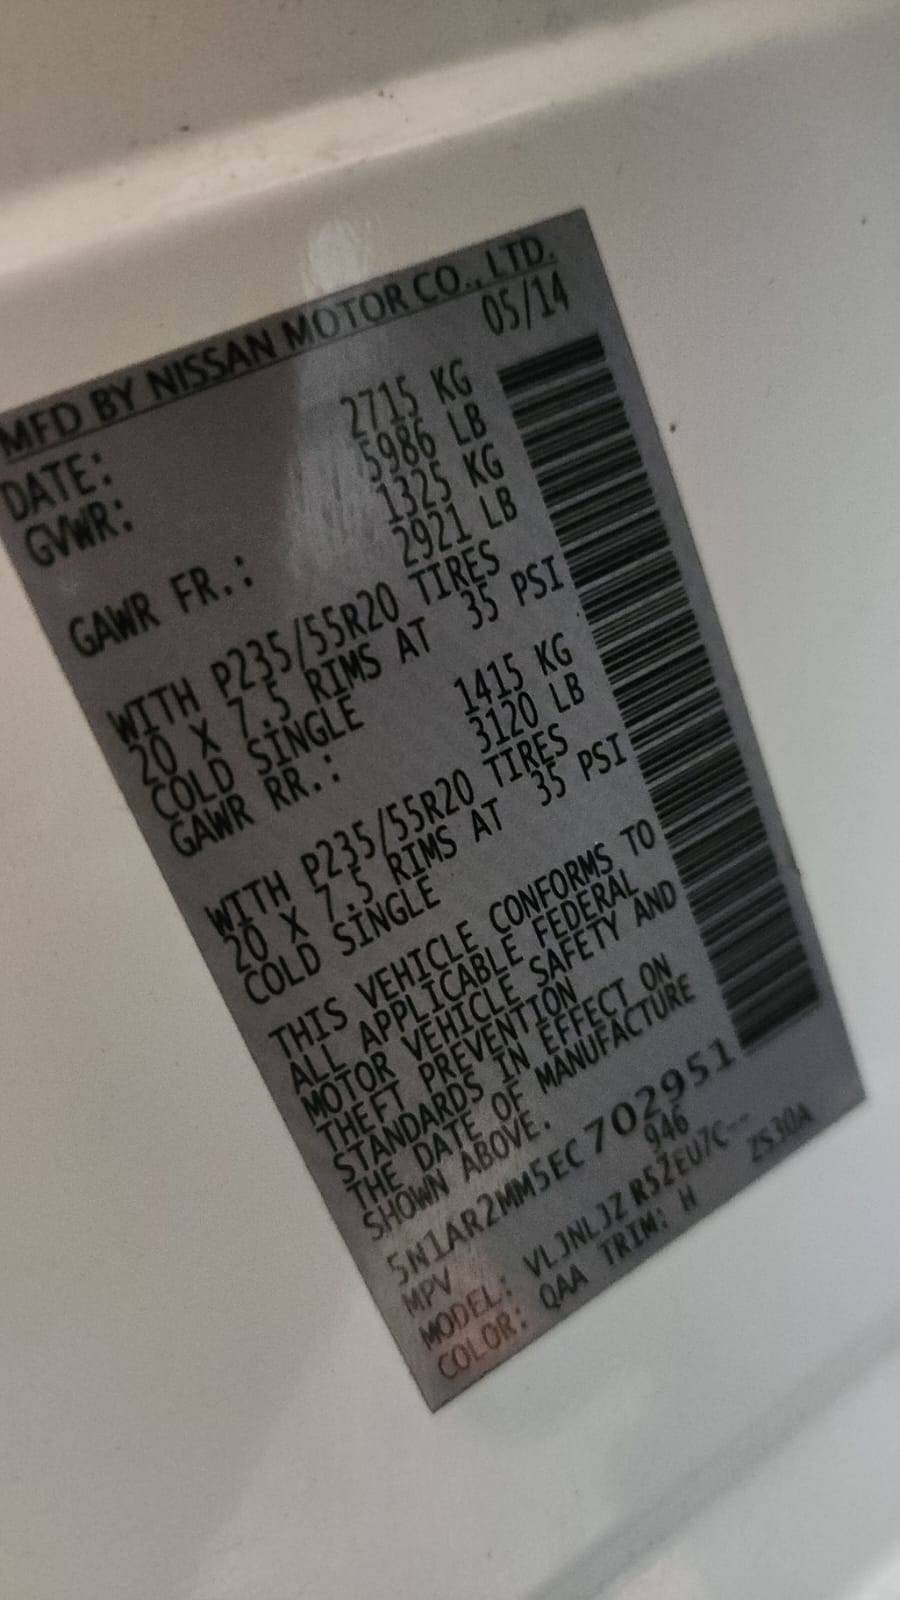 MFD BY NISSAN MOTOR CO., LTD.
DATE: 05/14
GVWR: 2715 KG
5986 LB
GAWR FR.: 1325 KG
2921 LB
WITH P235/55R20 TIRES
20 X 7.5 RIMS AT 35 PSI
COLD SINGLE
GAWR RR.: 1415 KG
3120 LB
WITH P235/55R20 TIRES
20 X 7.5 RIMS AT 35 PSI
COLD SINGLE
THIS VEHICLE CONFORMS TO
ALL APPLICABLE FEDERAL
MOTOR VEHICLE SAFETY AND
THEFT PREVENTION
STANDARDS IN EFFECT ON
THE DATE OF MANUFACTURE
SHOWN ABOVE.
5N1AR2MM5EC702951
MPV 946
MODEL: VLJNLJZ R52EU7C--
COLOR: QAA TRIM: H ZS30A